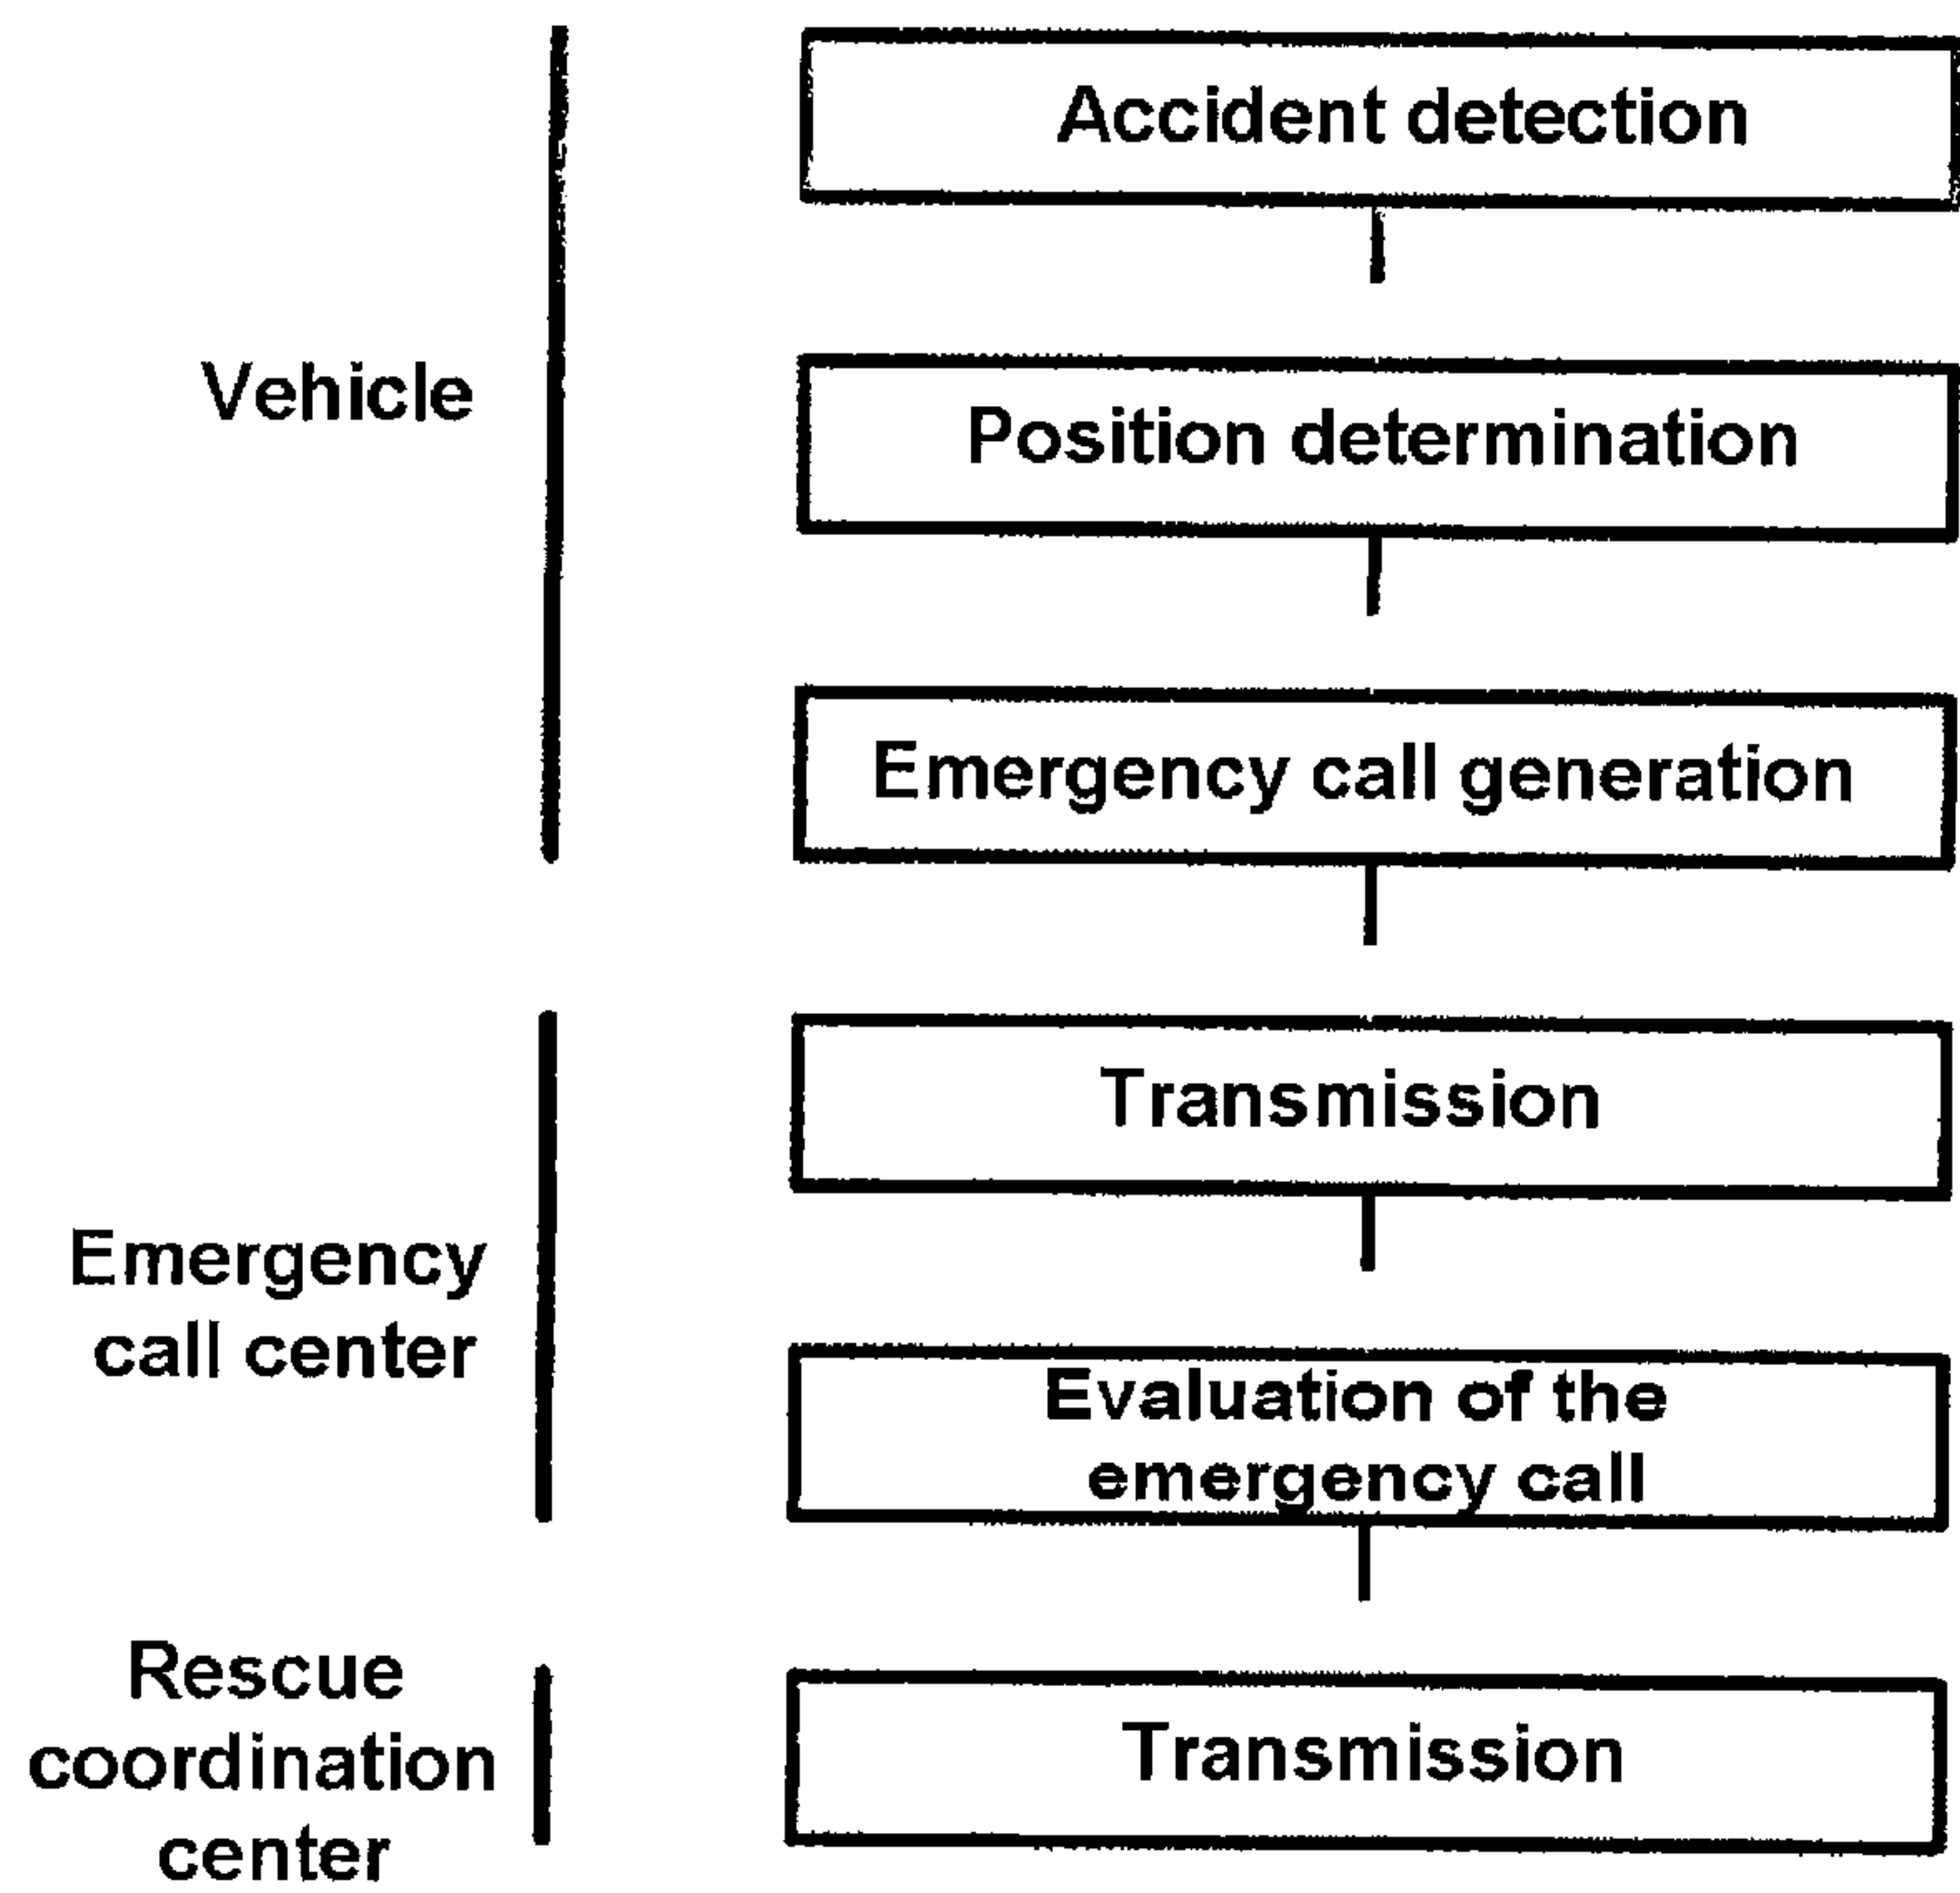 Accident detection
Vehicle
Position determination
Emergency call generation
Transmission
Emergency
call center
Evaluation of the
emergency call
Rescue
coordination
center
Transmission